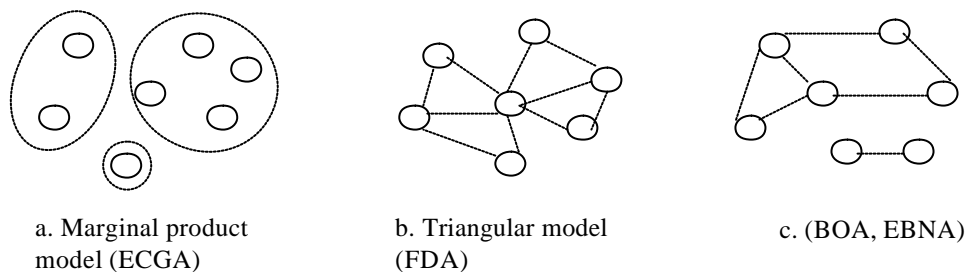 a. Marginal product
model (ECGA)
b. Triangular model
(FDA)
c. (BOA, EBNA)